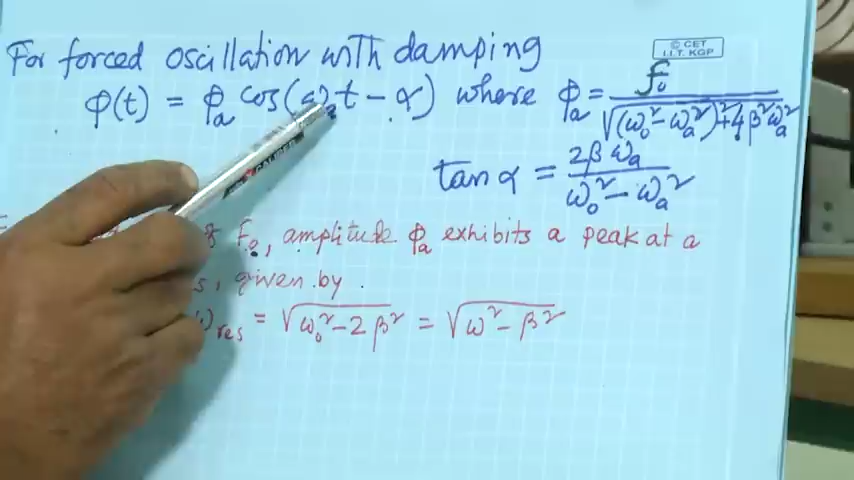 For forced oscillation with damping
© CET
I.I.T. KGP
φ(t) = φₐ cos(ωₐt − α) where φₐ = f₀ / √((ω₀² − ωₐ²)² + 4β²ωₐ²)
tan α = 2βωₐ / (ω₀² − ωₐ²)
F₀, amplitude φₐ exhibits a peak at a
given by
res = √(ω₀² − 2β²) = √(ω² − β²)